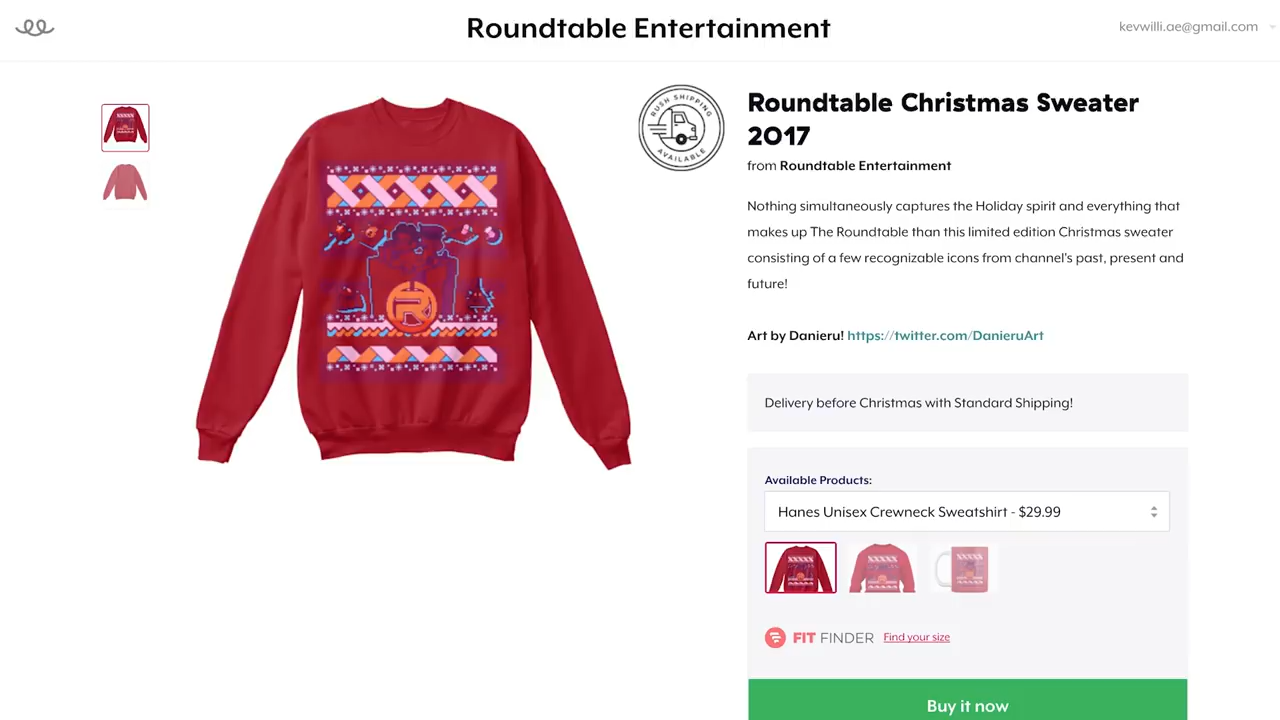 Roundtable Entertainment
kevwilli.ae@gmail.com
RUSH SHIPPING
AVAILABLE
Roundtable Christmas Sweater
2017
from Roundtable Entertainment
Nothing simultaneously captures the Holiday spirit and everything that
makes up The Roundtable than this limited edition Christmas sweater
consisting of a few recognizable icons from channel's past, present and
future!
Art by Danieru! https://twitter.com/DanieruArt
Delivery before Christmas with Standard Shipping!
Available Products:
Hanes Unisex Crewneck Sweatshirt - $29.99
FIT FINDER Find your size
Buy it now
R